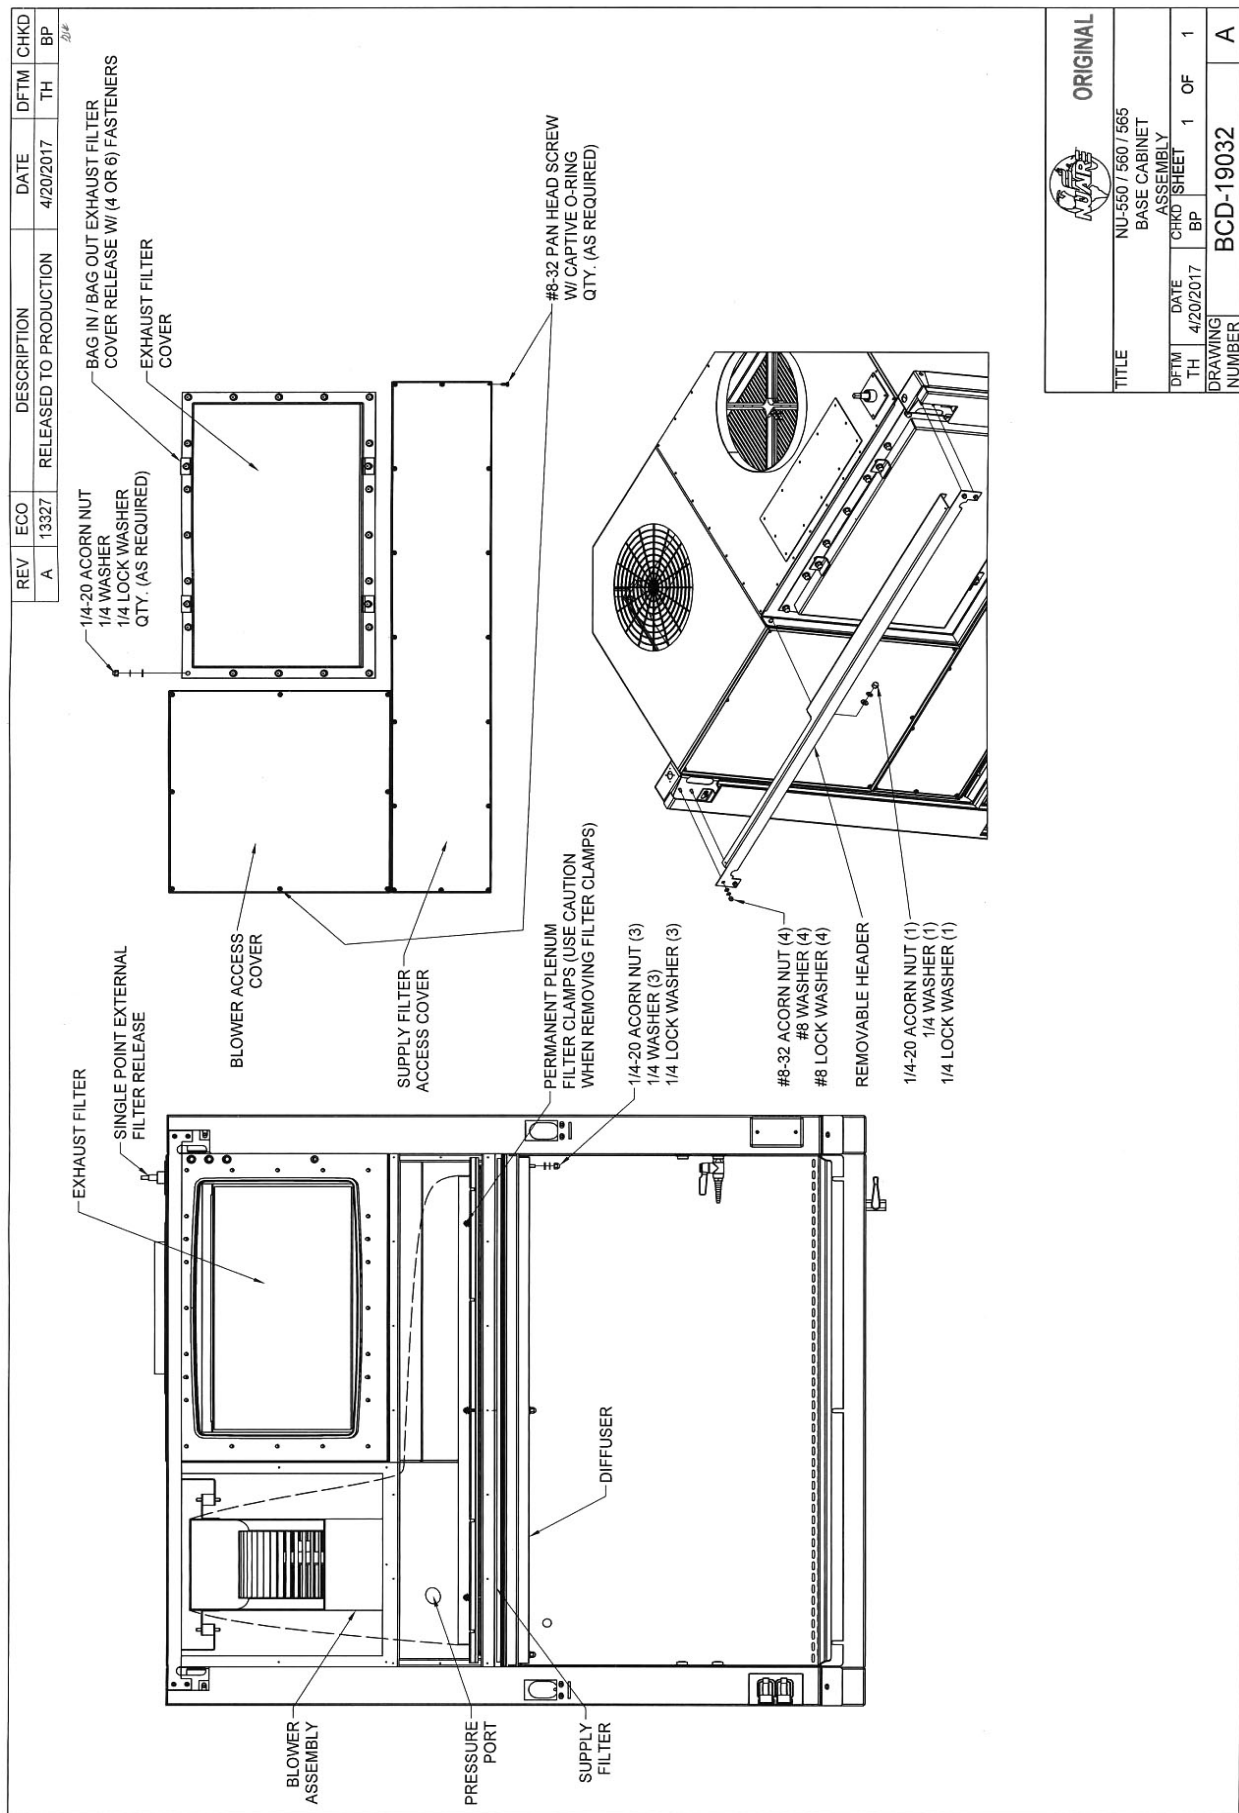 REV ECO DESCRIPTION DATE DFTM CHKD
A 13327 RELEASED TO PRODUCTION 4/20/2017 TH BP
1/4-20 ACORN NUT
1/4 WASHER
1/4 LOCK WASHER
QTY. (AS REQUIRED)
BAG IN / BAG OUT EXHAUST FILTER
COVER RELEASE W/ (4 OR 6) FASTENERS
EXHAUST FILTER
COVER
#8-32 PAN HEAD SCREW
W/ CAPTIVE O-RING
QTY. (AS REQUIRED)
BLOWER ACCESS
COVER
SUPPLY FILTER
ACCESS COVER
EXHAUST FILTER
SINGLE POINT EXTERNAL
FILTER RELEASE
PERMANENT PLENUM
FILTER CLAMPS (USE CAUTION
WHEN REMOVING FILTER CLAMPS)
1/4-20 ACORN NUT (3)
1/4 WASHER (3)
1/4 LOCK WASHER (3)
#8-32 ACORN NUT (4)
#8 WASHER (4)
#8 LOCK WASHER (4)
REMOVABLE HEADER
1/4-20 ACORN NUT (1)
1/4 WASHER (1)
1/4 LOCK WASHER (1)
BLOWER
ASSEMBLY
PRESSURE
PORT
SUPPLY
FILTER
DIFFUSER
NUAIRE
ORIGINAL
TITLE
NU-550 / 560 / 565
BASE CABINET
ASSEMBLY
DFTM DATE CHKD SHEET 1 OF 1
TH 4/20/2017 BP
DRAWING
NUMBER
BCD-19032 A